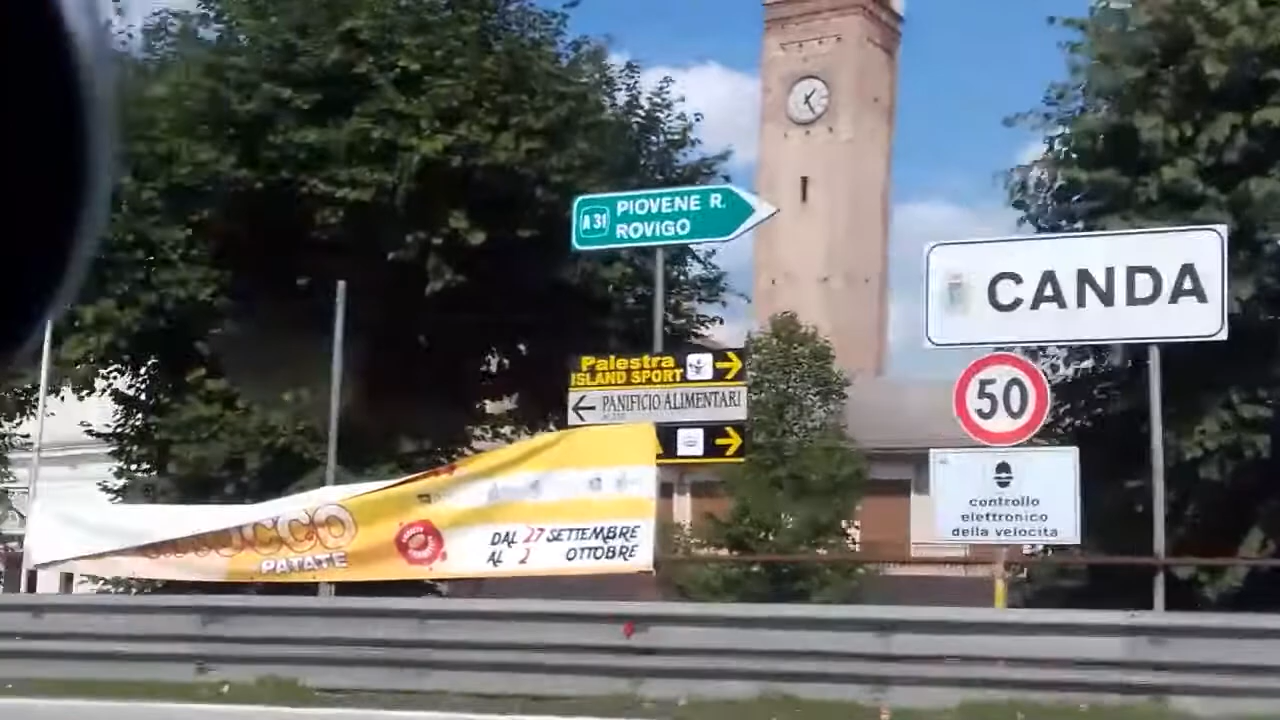 A 31
PIOVENE R.
ROVIGO
CANDA
50
controllo
elettronico
della velocita
Palestra
ISLAND SPORT
PANIFICIO ALIMENTARI
PATATE
DAL 27 SETTEMBRE
AL 2 OTTOBRE